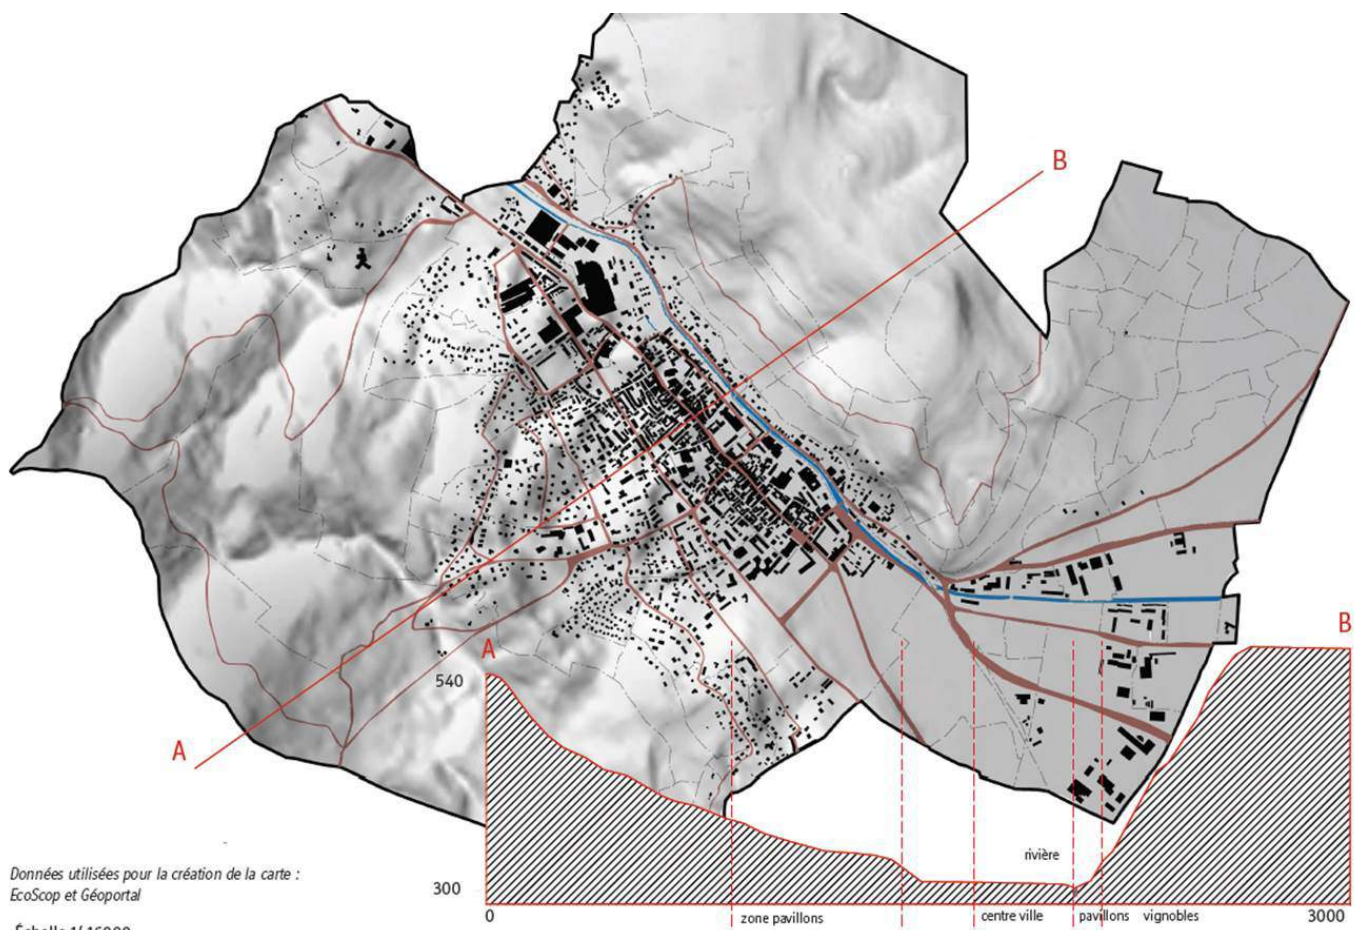 B
A
A
B
540
rivière
300
0
zone pavillons
centre ville
pavillons
vignobles
3000
Données utilisées pour la création de la carte :
EcoScop et Géoportal